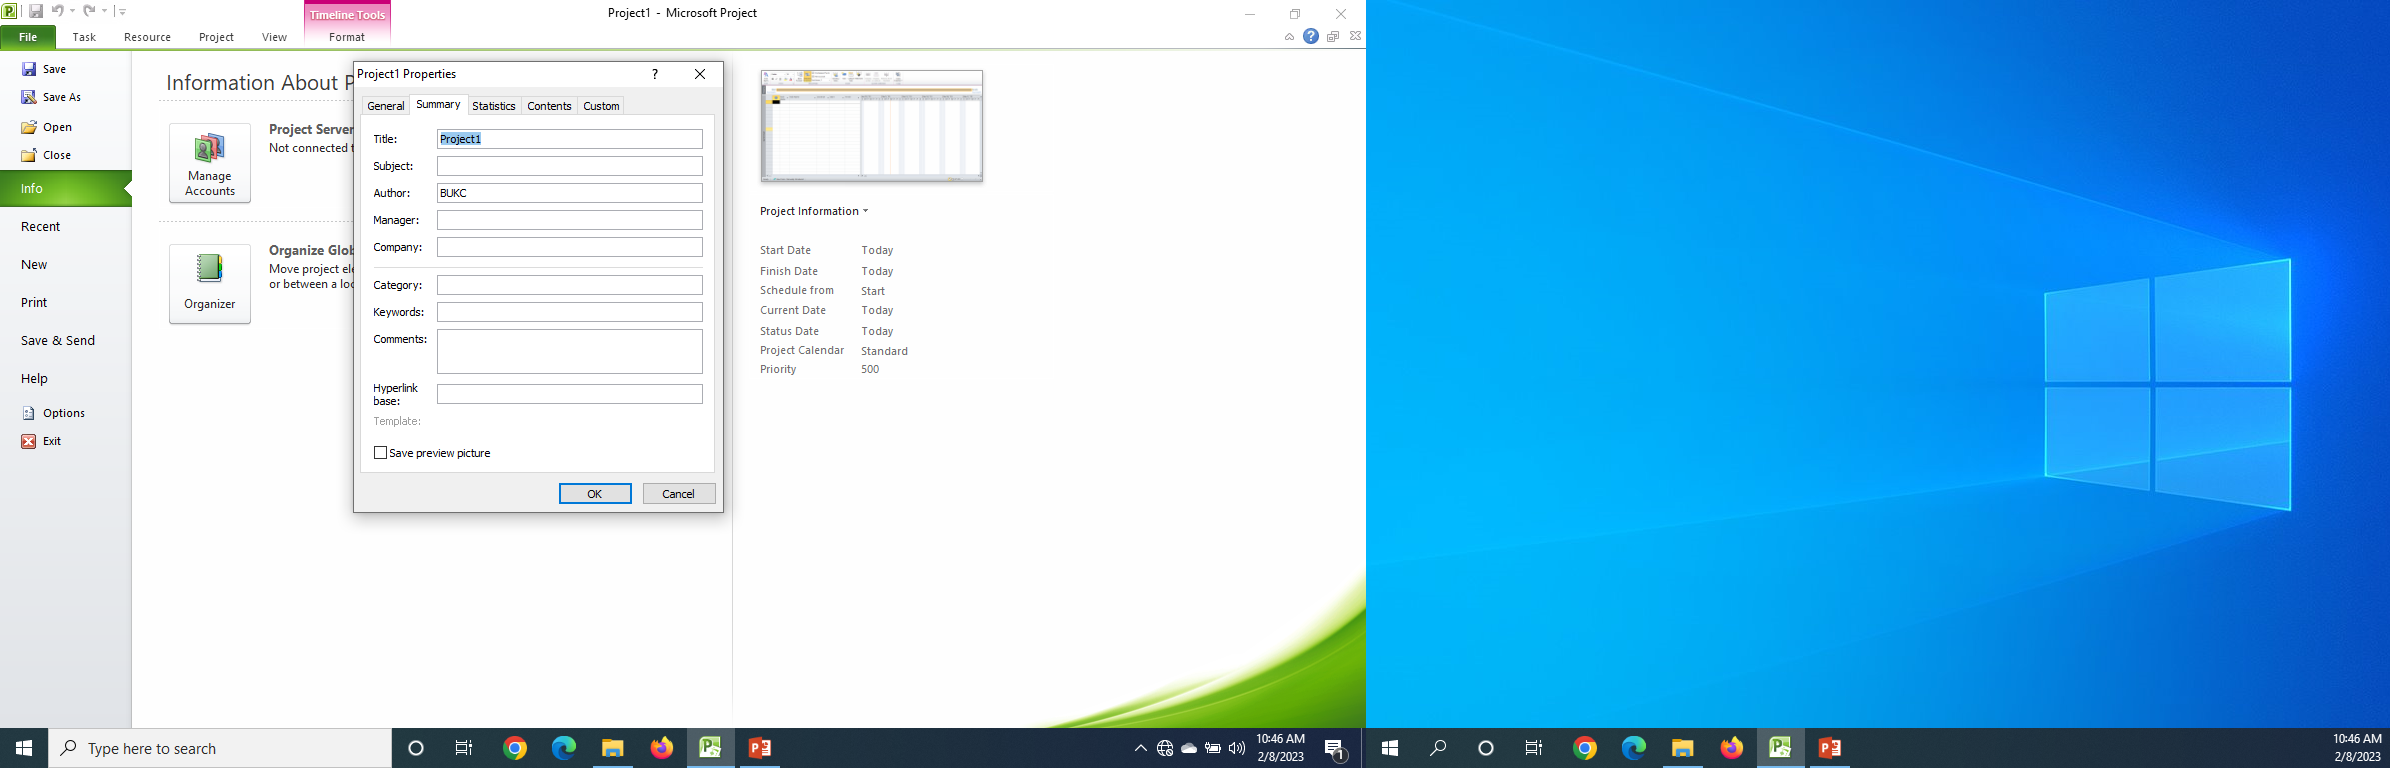 Timeline Tools
Project1 - Microsoft Project
File
Task
Resource
Project
View
Format
Save
Save As
Open
Close
Info
Recent
New
Print
Save & Send
Help
Options
Exit
Information About P
Manage
Accounts
Project Server
Not connected t
Organizer
Organize Glob
Move project ele
or between a loc
Project1 Properties
?
General
Summary
Statistics
Contents
Custom
Title:
Project1
Subject:
Author:
BUKC
Manager:
Company:
Category:
Keywords:
Comments:
Hyperlink
base:
Template:
Save preview picture
OK
Cancel
Project Information
Start Date Today
Finish Date Today
Schedule from Start
Current Date Today
Status Date Today
Project Calendar Standard
Priority 500
Type here to search
10:46 AM
2/8/2023
1
10:46 AM
2/8/2023